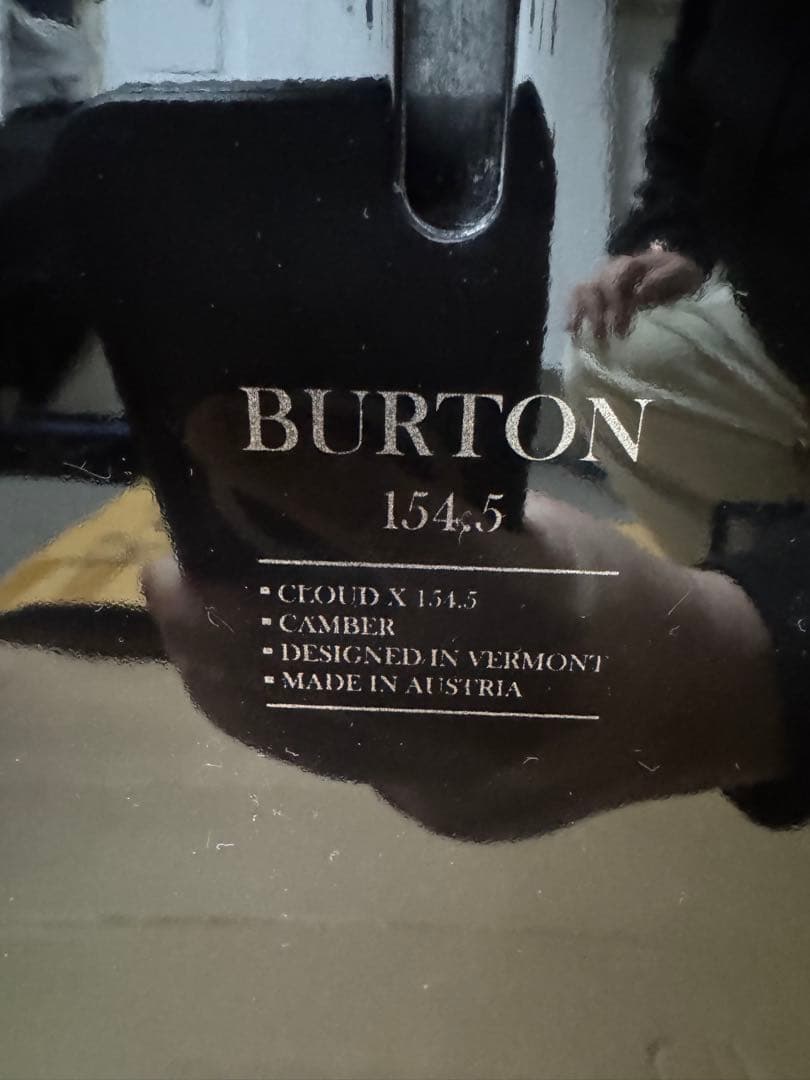 BURTON
154.5
▪ CLOUD X 154.5
▪ CAMBER
▪ DESIGNED IN VERMONT
▪ MADE IN AUSTRIA